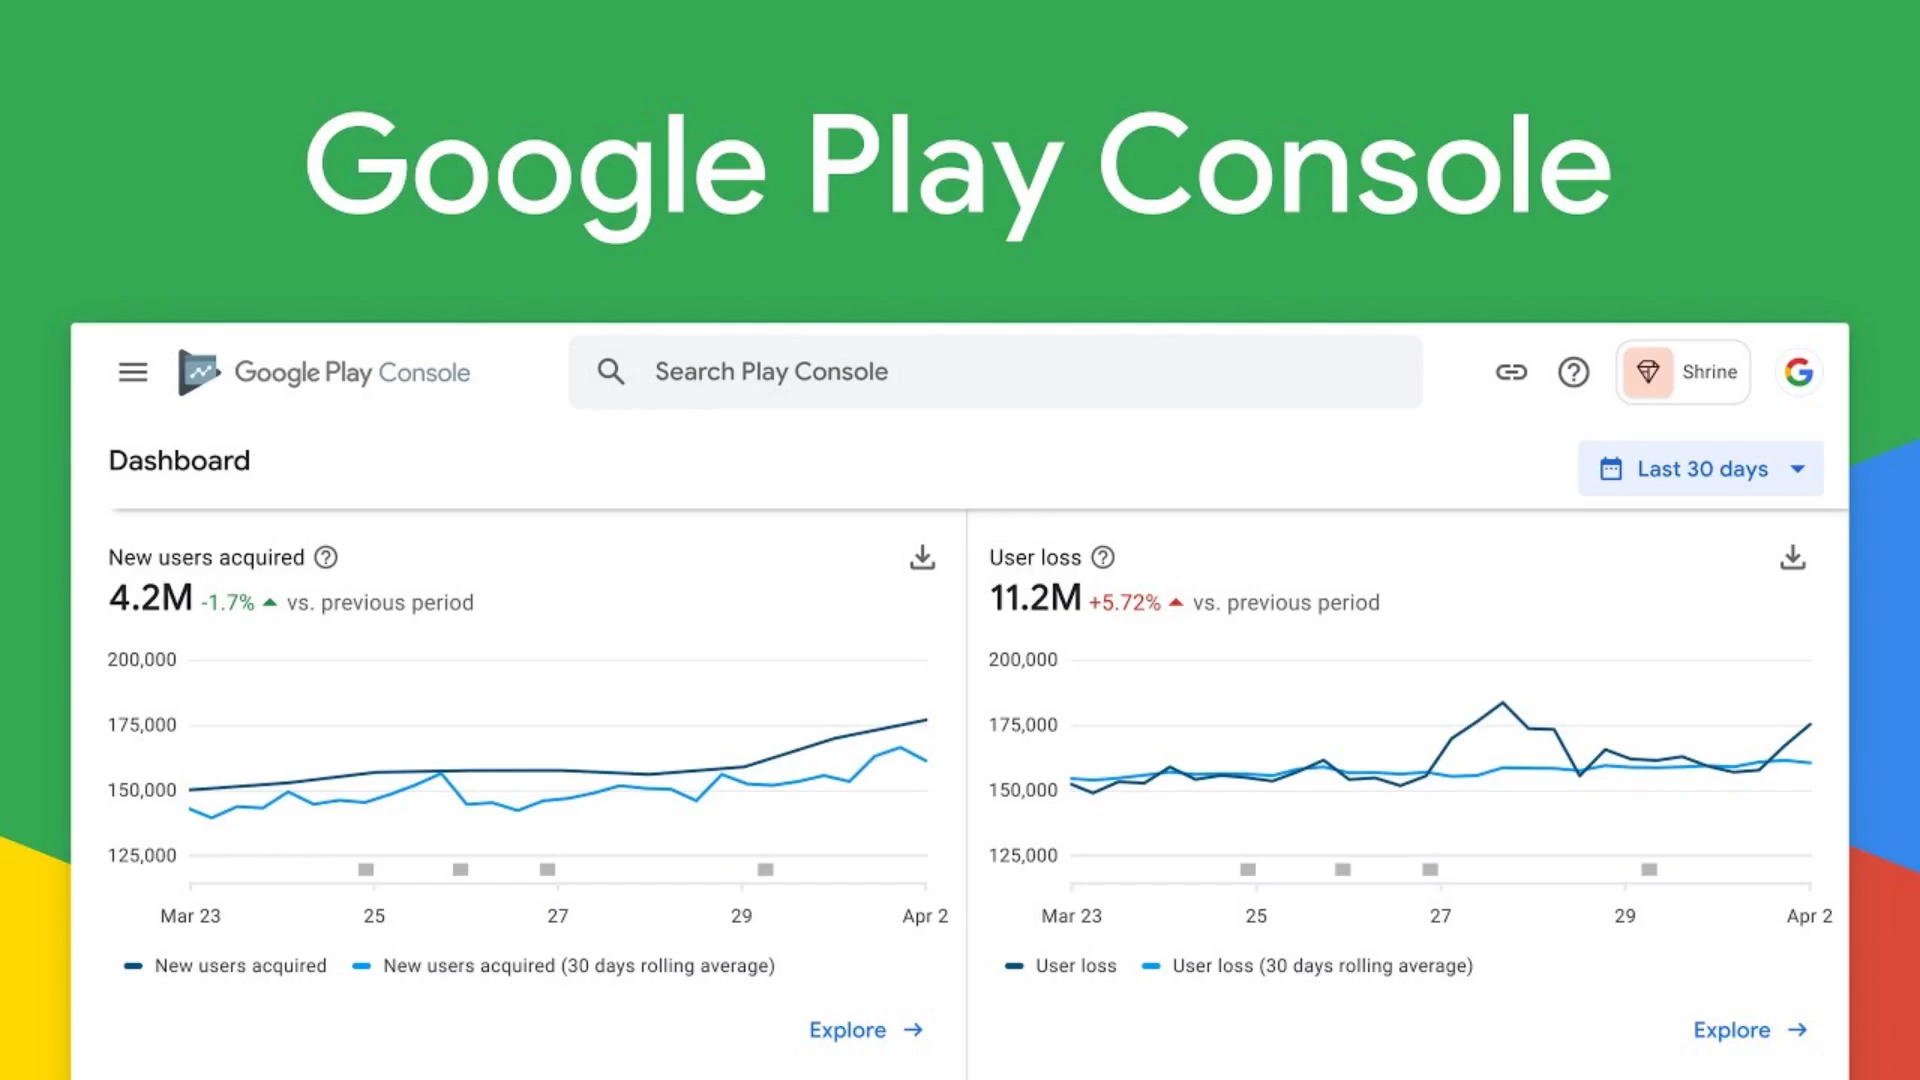 Google Play Console
Google Play Console
Search Play Console
Shrine
Dashboard
Last 30 days
New users acquired
4.2M -1.7% vs. previous period
200,000
175,000
150,000
125,000
Mar 23 25 27 29 Apr 2
New users acquired New users acquired (30 days rolling average)
Explore
User loss
11.2M +5.72% vs. previous period
200,000
175,000
150,000
125,000
Mar 23 25 27 29 Apr 2
User loss User loss (30 days rolling average)
Explore